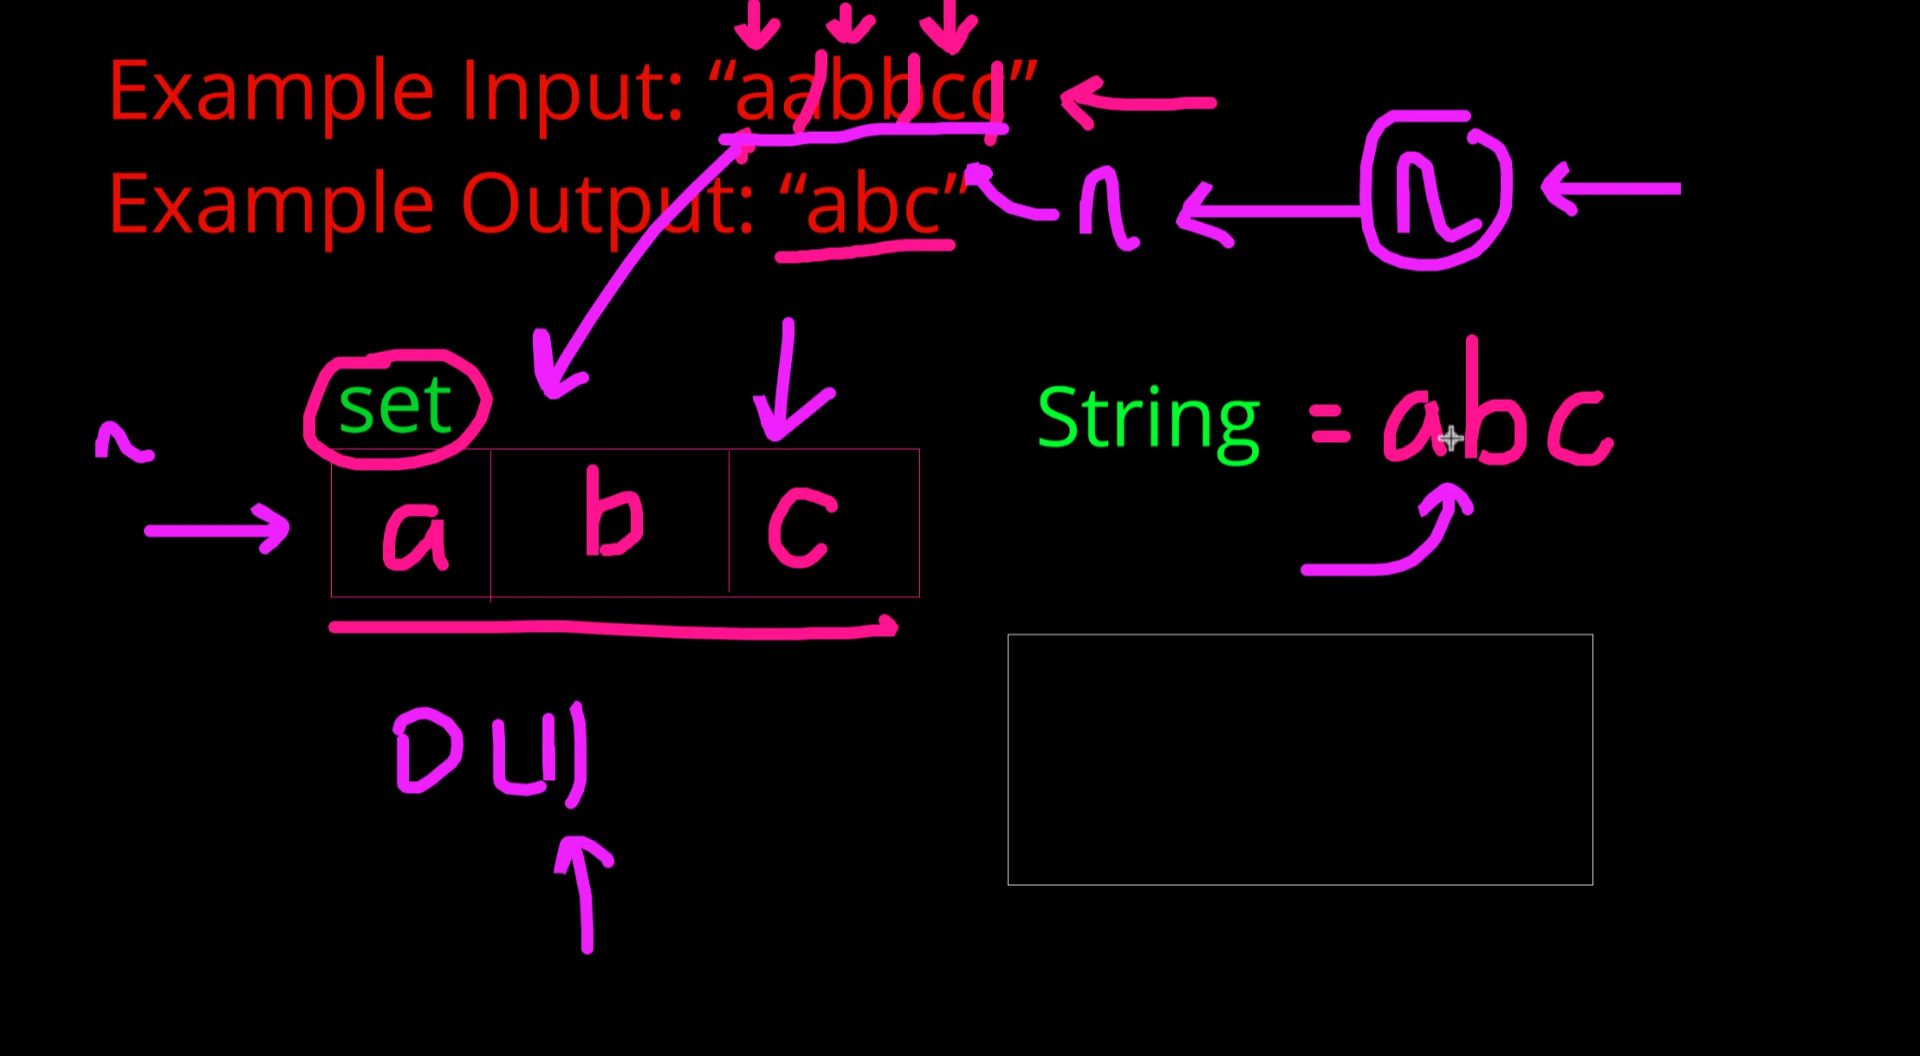 Example Input: “aabbcc”
Example Output: “abc”
n
n
set
String = abc
n
a b c